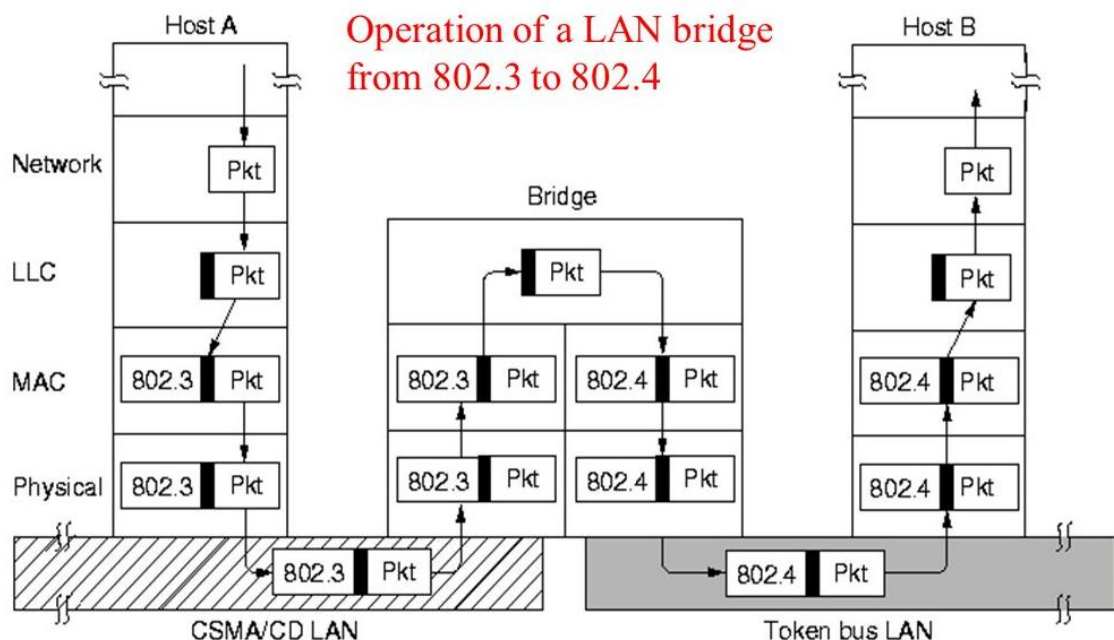 Host A
Operation of a LAN bridge
from 802.3 to 802.4
Host B
Network
Pkt
Pkt
Bridge
LLC
Pkt
Pkt
Pkt
MAC
802.3 Pkt
802.3 Pkt
802.4 Pkt
802.4 Pkt
Physical
802.3 Pkt
802.3 Pkt
802.4 Pkt
802.4 Pkt
802.3 Pkt
802.4 Pkt
CSMA/CD LAN
Token bus LAN